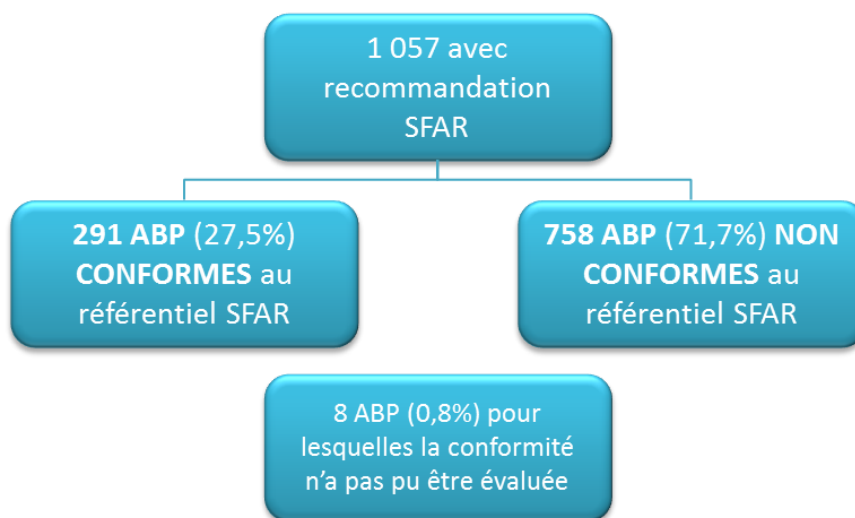 1 057 avec
recommandation
SFAR
291 ABP (27,5%)
CONFORMES au
référentiel SFAR
758 ABP (71,7%) NON
CONFORMES au
référentiel SFAR
8 ABP (0,8%) pour
lesquelles la conformité
n'a pas pu être évaluée